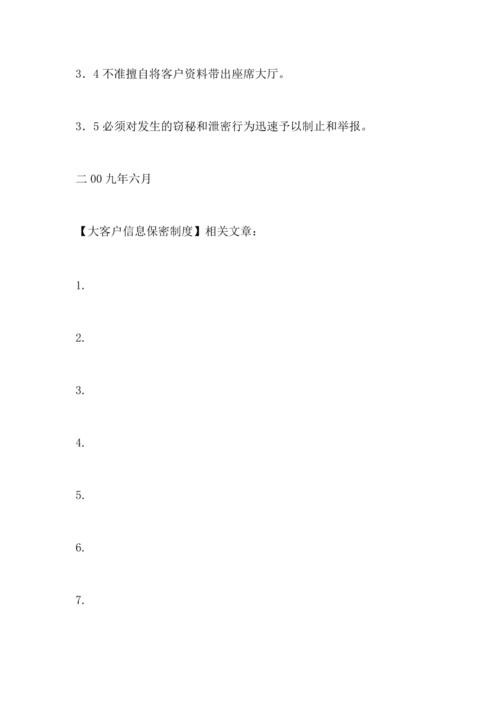 3．4 不准擅自将客户资料带出座席大厅。
3．5 必须对发生的窃秘和泄密行为迅速予以制止和举报。
二 00 九年六月
【大客户信息保密制度】相关文章：
1.
2.
3.
4.
5.
6.
7.